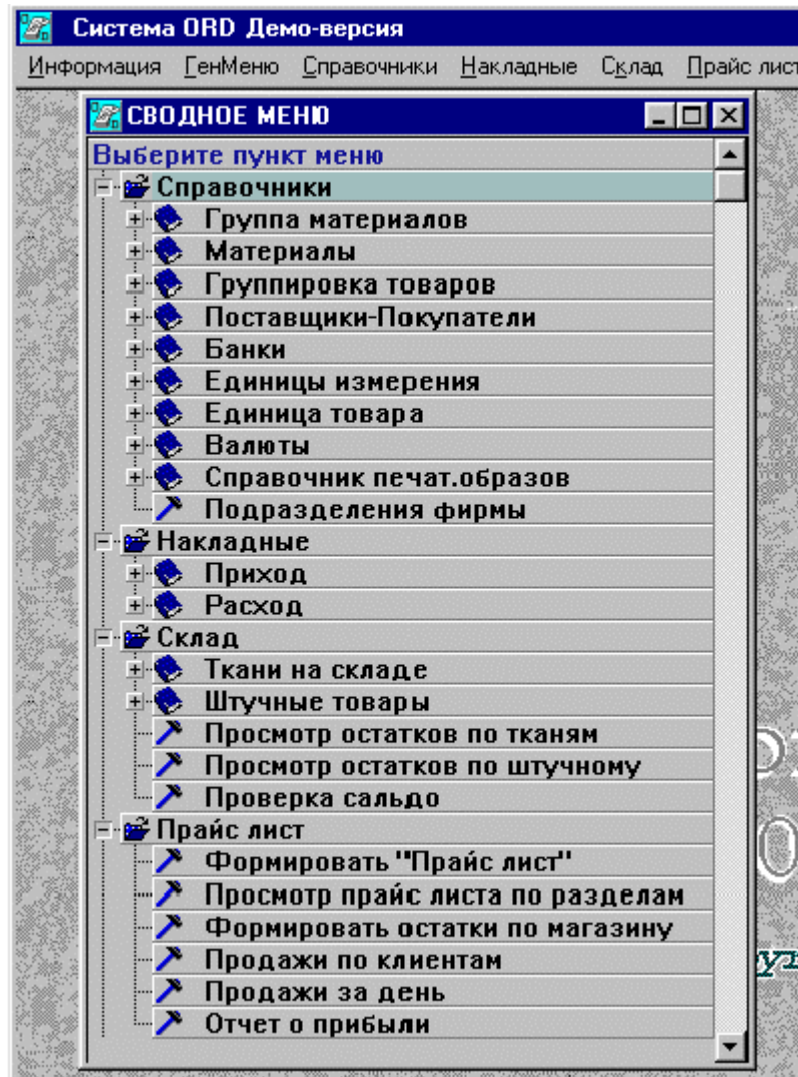 Система ORD Демо-версия
Информация ГенМеню Справочники Накладные Склад Прайс лист
СВОДНОЕ МЕНЮ
Выберите пункт меню
Справочники
Группа материалов
Материалы
Группировка товаров
Поставщики-Покупатели
Банки
Единицы измерения
Единица товара
Валюты
Справочник печат.образов
Подразделения фирмы
Накладные
Приход
Расход
Склад
Ткани на складе
Штучные товары
Просмотр остатков по тканям
Просмотр остатков по штучному
Проверка сальдо
Прайс лист
Формировать "Прайс лист"
Просмотр прайс листа по разделам
Формировать остатки по магазину
Продажи по клиентам
Продажи за день
Отчет о прибыли